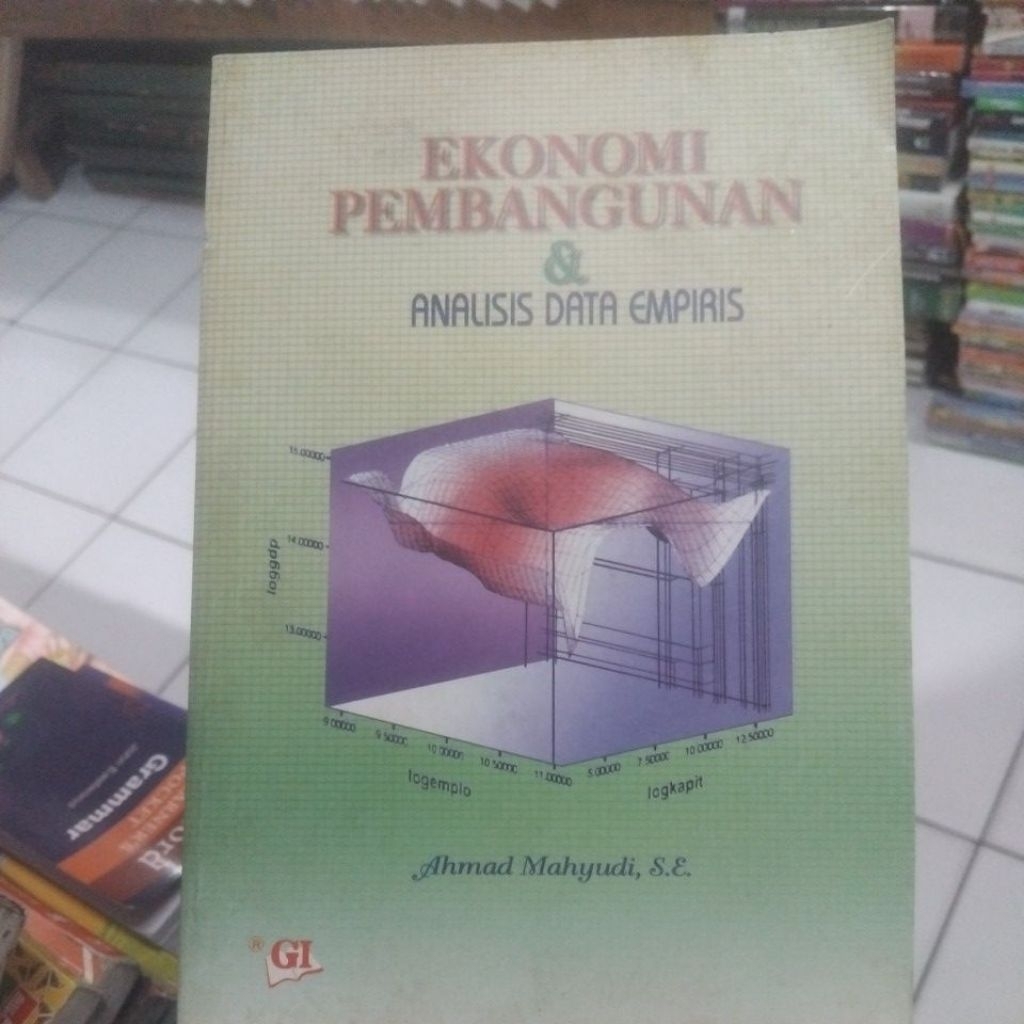 EKONOMI
PEMBANGUNAN
&
ANALISIS DATA EMPIRIS
15.00000
14.00000
13.00000
loggdp
9.00000
9.50000
10.00000
10.50000
11.00000
5.00000
7.50000
10.00000
12.50000
logemplo
logkapit
Ahmad Mahyudi, S.E.
® GI
Grammar